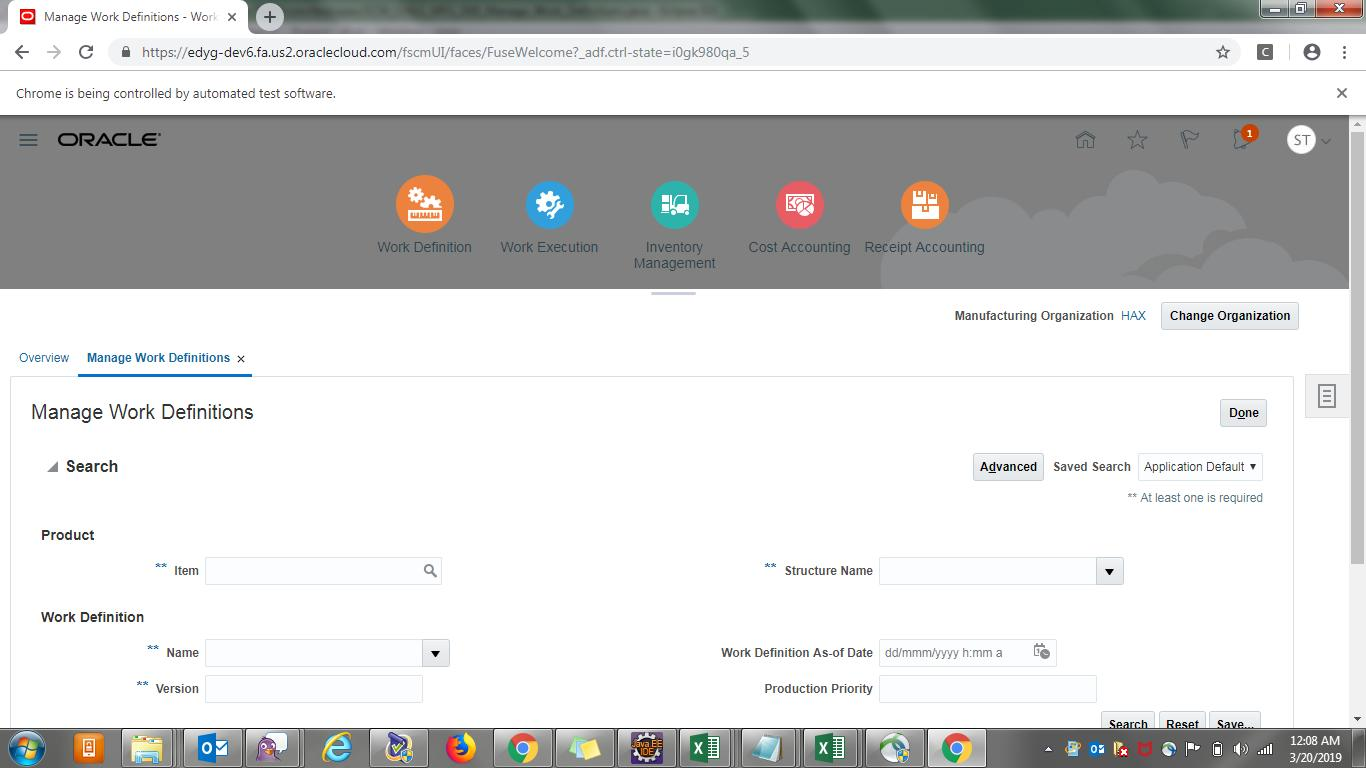 Manage Work Definitions - Work
https://edyg-dev6.fa.us2.oraclecloud.com/fscmUI/faces/FuseWelcome?_adf.ctrl-state=i0gk980qa_5
C
Chrome is being controlled by automated test software.
ORACLE
1
ST
Work Definition
Work Execution
Inventory
Management
Cost Accounting
Receipt Accounting
Manufacturing Organization HAX Change Organization
Overview Manage Work Definitions
Manage Work Definitions Done
Search Advanced Saved Search Application Default
** At least one is required
Product
** Item ** Structure Name
Work Definition
** Name Work Definition As-of Date dd/mmm/yyyy h:mm a
** Version Production Priority
Search Reset Save...
Java EE
IDE
12:08 AM
3/20/2019